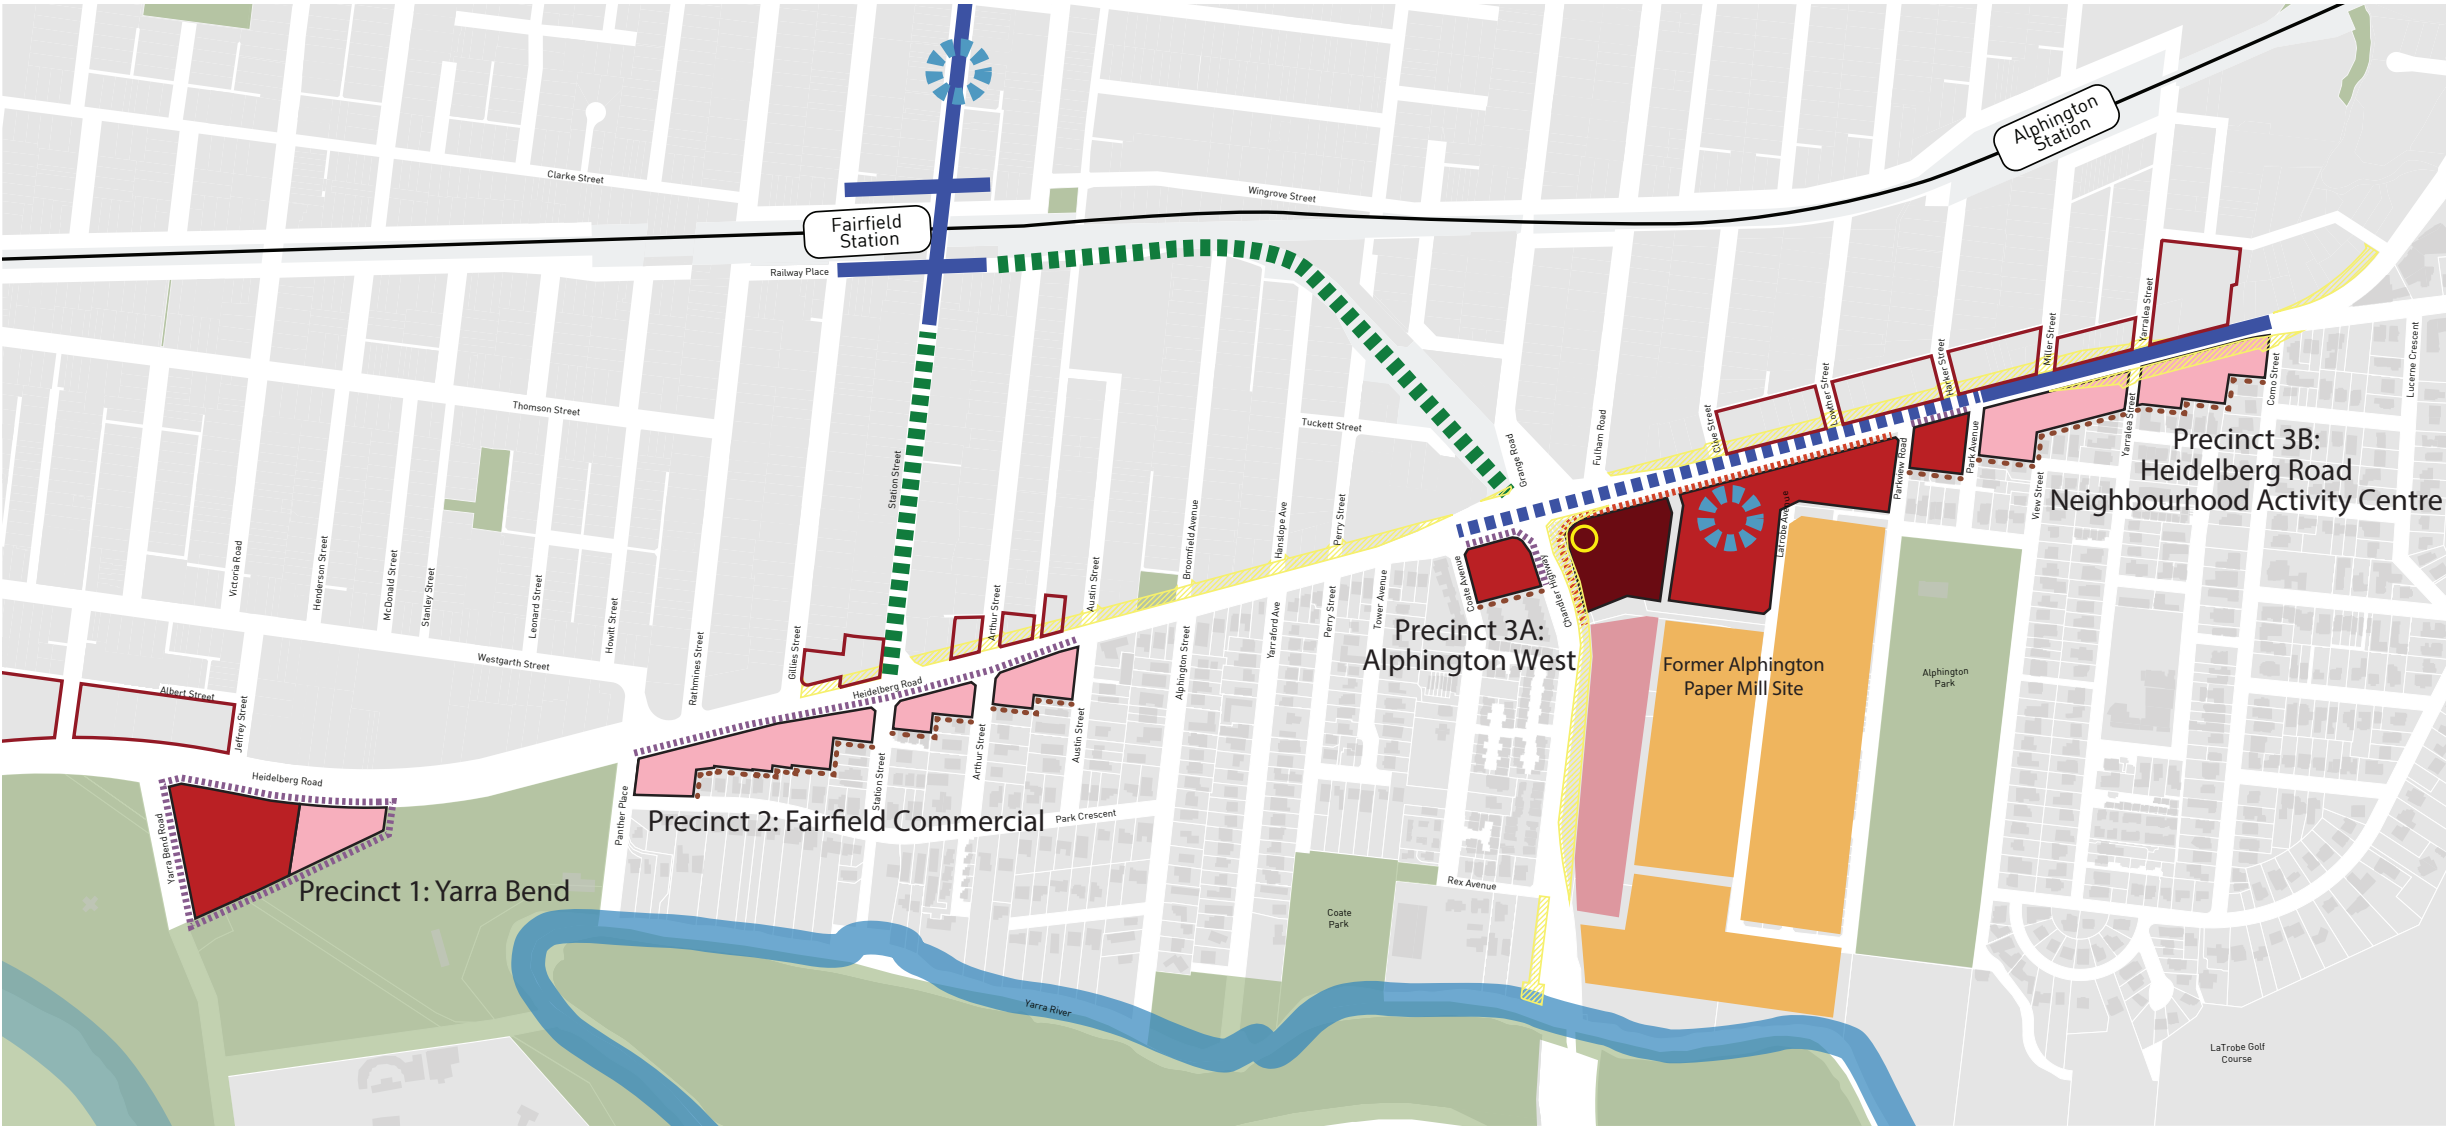 Alphington
Station
Clarke Street
Wingrove Street
Fairfield
Station
Railway Place
Yarralea Street
Miller Street
Harker Street
Lowther Street
Clive Street
Como Street
Lucerne Crescent
Thomson Street
Tuckett Street
Grange Road
Fulham Road
Station Street
Parkview Road
Park Avenue
Yarralea Street
View Street
Precinct 3B:
Heidelberg Road
Neighbourhood Activity Centre
Latrobe Avenue
Victoria Road
Henderson Street
McDonald Street
Stanley Street
Leonard Street
Howitt Street
Rathmines Street
Gillies Street
Arthur Street
Austin Street
Broomfield Avenue
Hanslope Ave
Perry Street
Coate Avenue
Chandler Highway
Westgarth Street
Albert Street
Jeffrey Street
Heidelberg Road
Alphington Street
Yarraford Ave
Perry Street
Tower Avenue
Precinct 3A:
Alphington West
Former Alphington
Paper Mill Site
Alphington
Park
Heidelberg Road
Yarra Bend Road
Panther Place
Station Street
Arthur Street
Austin Street
Precinct 2: Fairfield Commercial
Park Crescent
Precinct 1: Yarra Bend
Rex Avenue
Coate
Park
Yarra River
LaTrobe Golf
Course